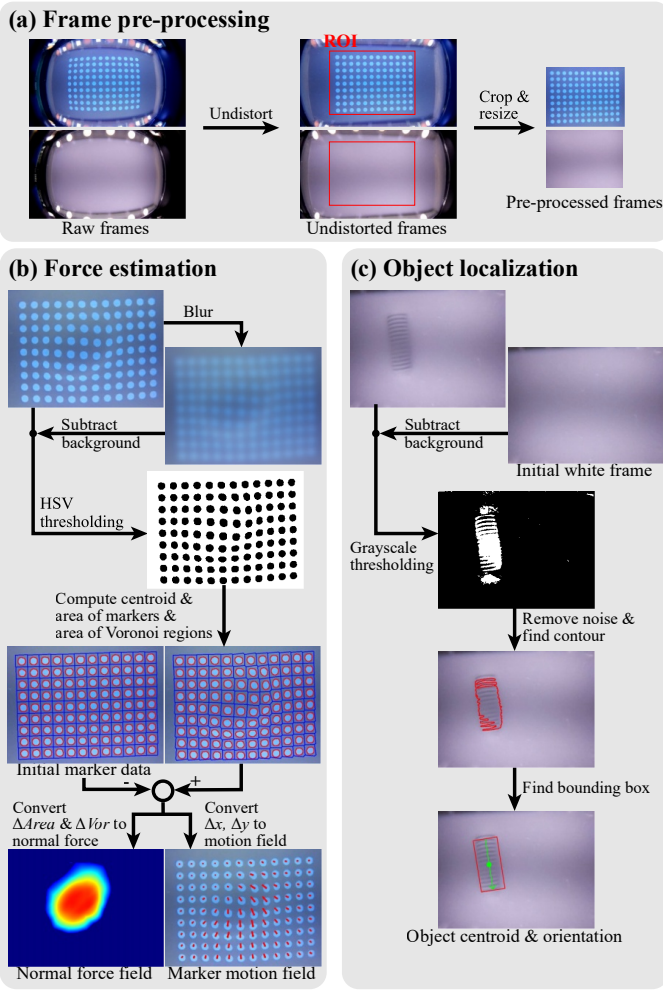 (a) Frame pre-processing
ROI
Undistort
Crop &
resize
Raw frames
Undistorted frames
Pre-processed frames
(b) Force estimation
Blur
Subtract
background
HSV
thresholding
Compute centroid &
area of markers &
area of Voronoi regions
Initial marker data
-
+
Convert
ΔArea & ΔVor to
normal force
Convert
Δx, Δy to
motion field
Normal force field
Marker motion field
(c) Object localization
Subtract
background
Initial white frame
Grayscale
thresholding
Remove noise &
find contour
Find bounding box
Object centroid & orientation